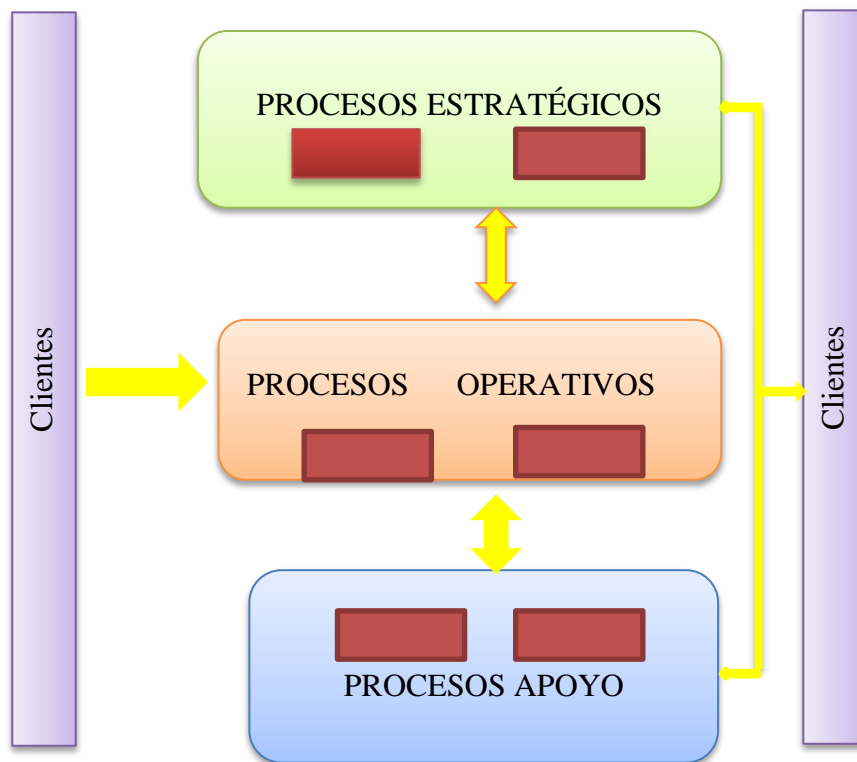 Clientes
PROCESOS ESTRATÉGICOS
PROCESOS OPERATIVOS
PROCESOS APOYO
Clientes